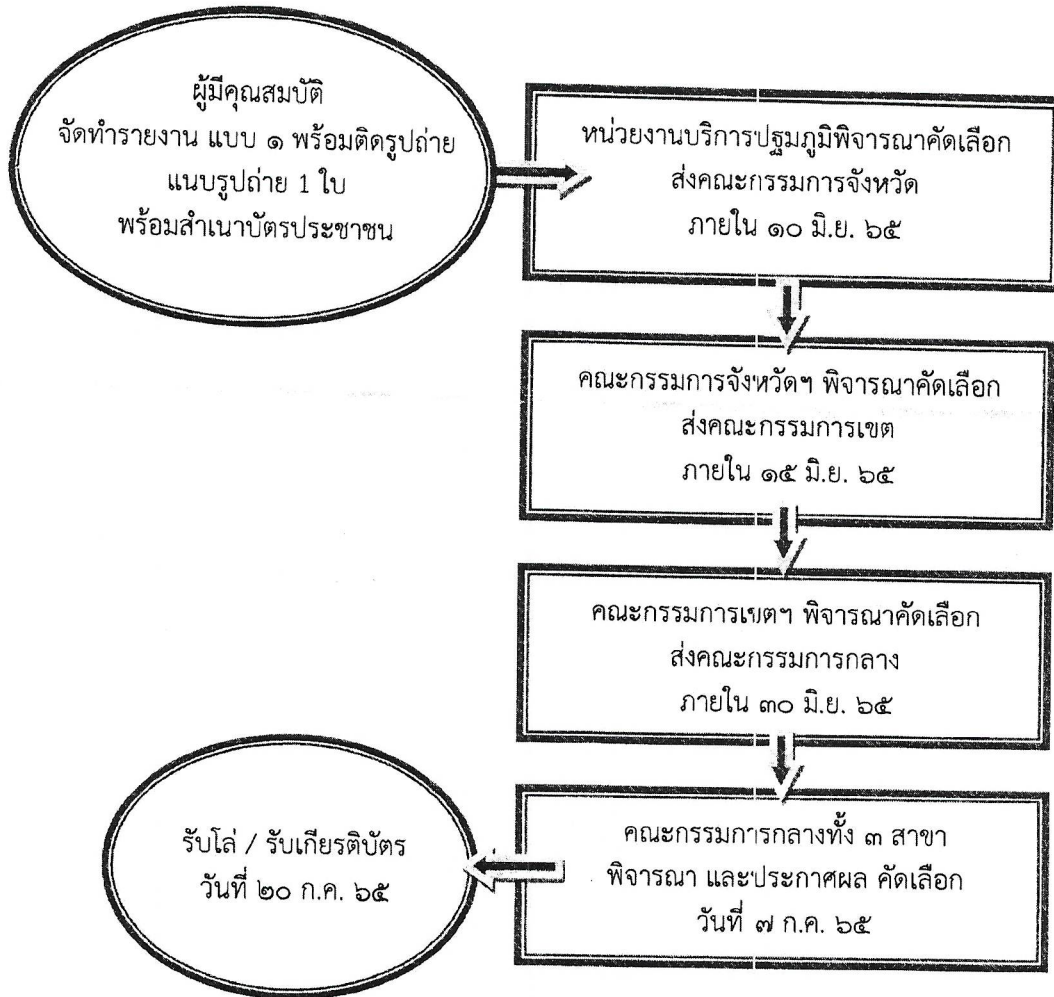 ผู้มีคุณสมบัติ
จัดทำรายงาน แบบ ๑ พร้อมติดรูปถ่าย
แนบรูปถ่าย 1 ใบ
พร้อมสำเนาบัตรประชาชน
หน่วยงานบริการปฐมภูมิพิจารณาคัดเลือก
ส่งคณะกรรมการจังหวัด
ภายใน ๑๐ มิ.ย. ๖๕
คณะกรรมการจังหวัดฯ พิจารณาคัดเลือก
ส่งคณะกรรมการเขต
ภายใน ๑๕ มิ.ย. ๖๕
คณะกรรมการเขตฯ พิจารณาคัดเลือก
ส่งคณะกรรมการกลาง
ภายใน ๓๐ มิ.ย. ๖๕
คณะกรรมการกลางทั้ง ๓ สาขา
พิจารณา และประกาศผล คัดเลือก
วันที่ ๗ ก.ค. ๖๕
รับโล่ / รับเกียรติบัตร
วันที่ ๒๐ ก.ค. ๖๕